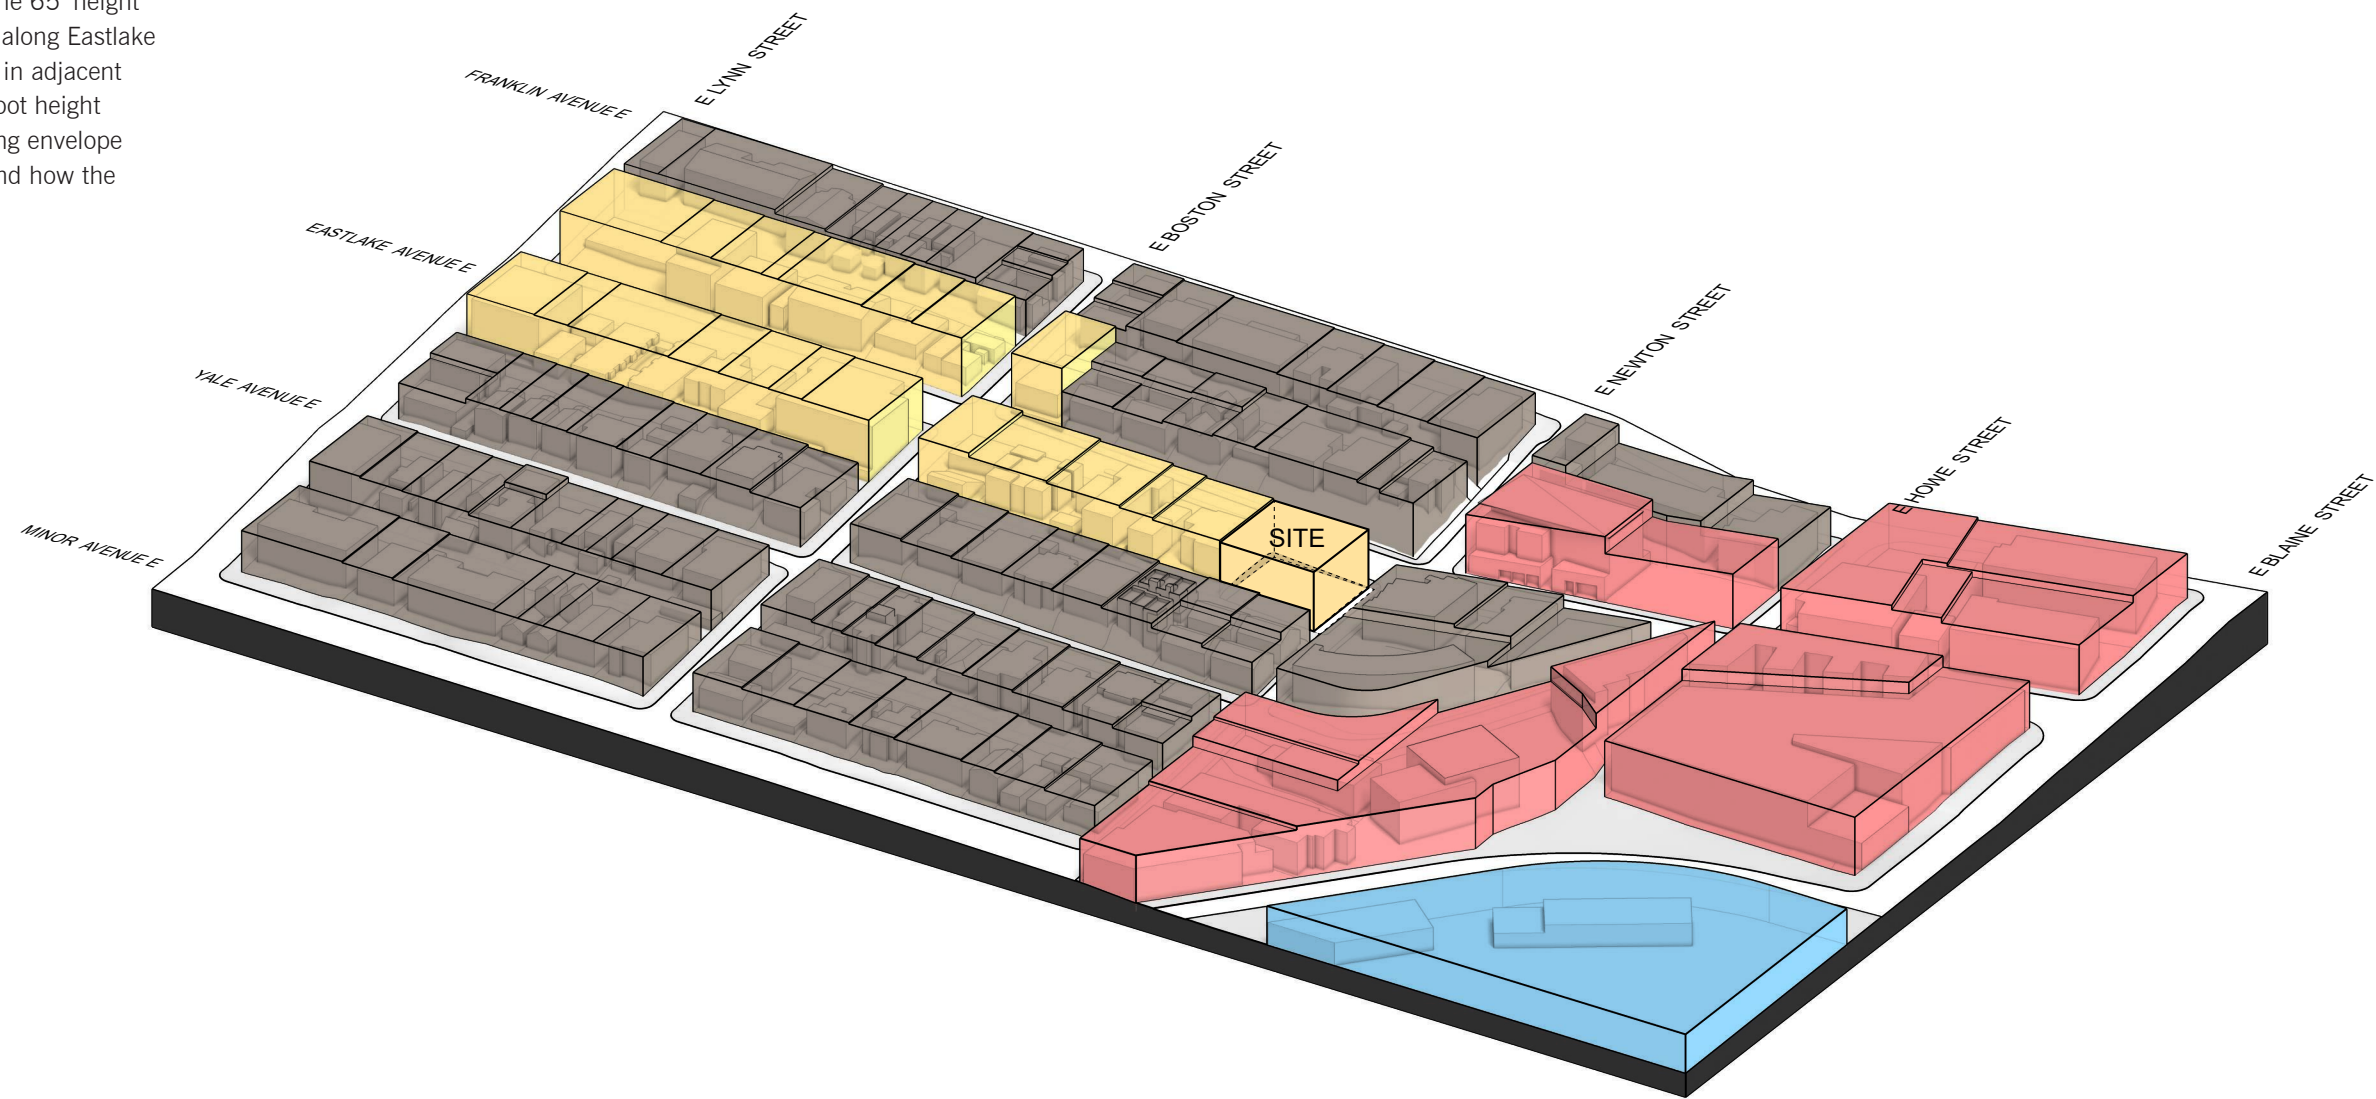 65' height
along Eastlake
in adjacent
height
envelope
how the
E LYNN STREET
FRANKLIN AVENUE E
E BOSTON STREET
EASTLAKE AVENUE E
E NEWTON STREET
YALE AVENUE E
E HOWE STREET
E BLAINE STREET
MINOR AVENUE E
SITE